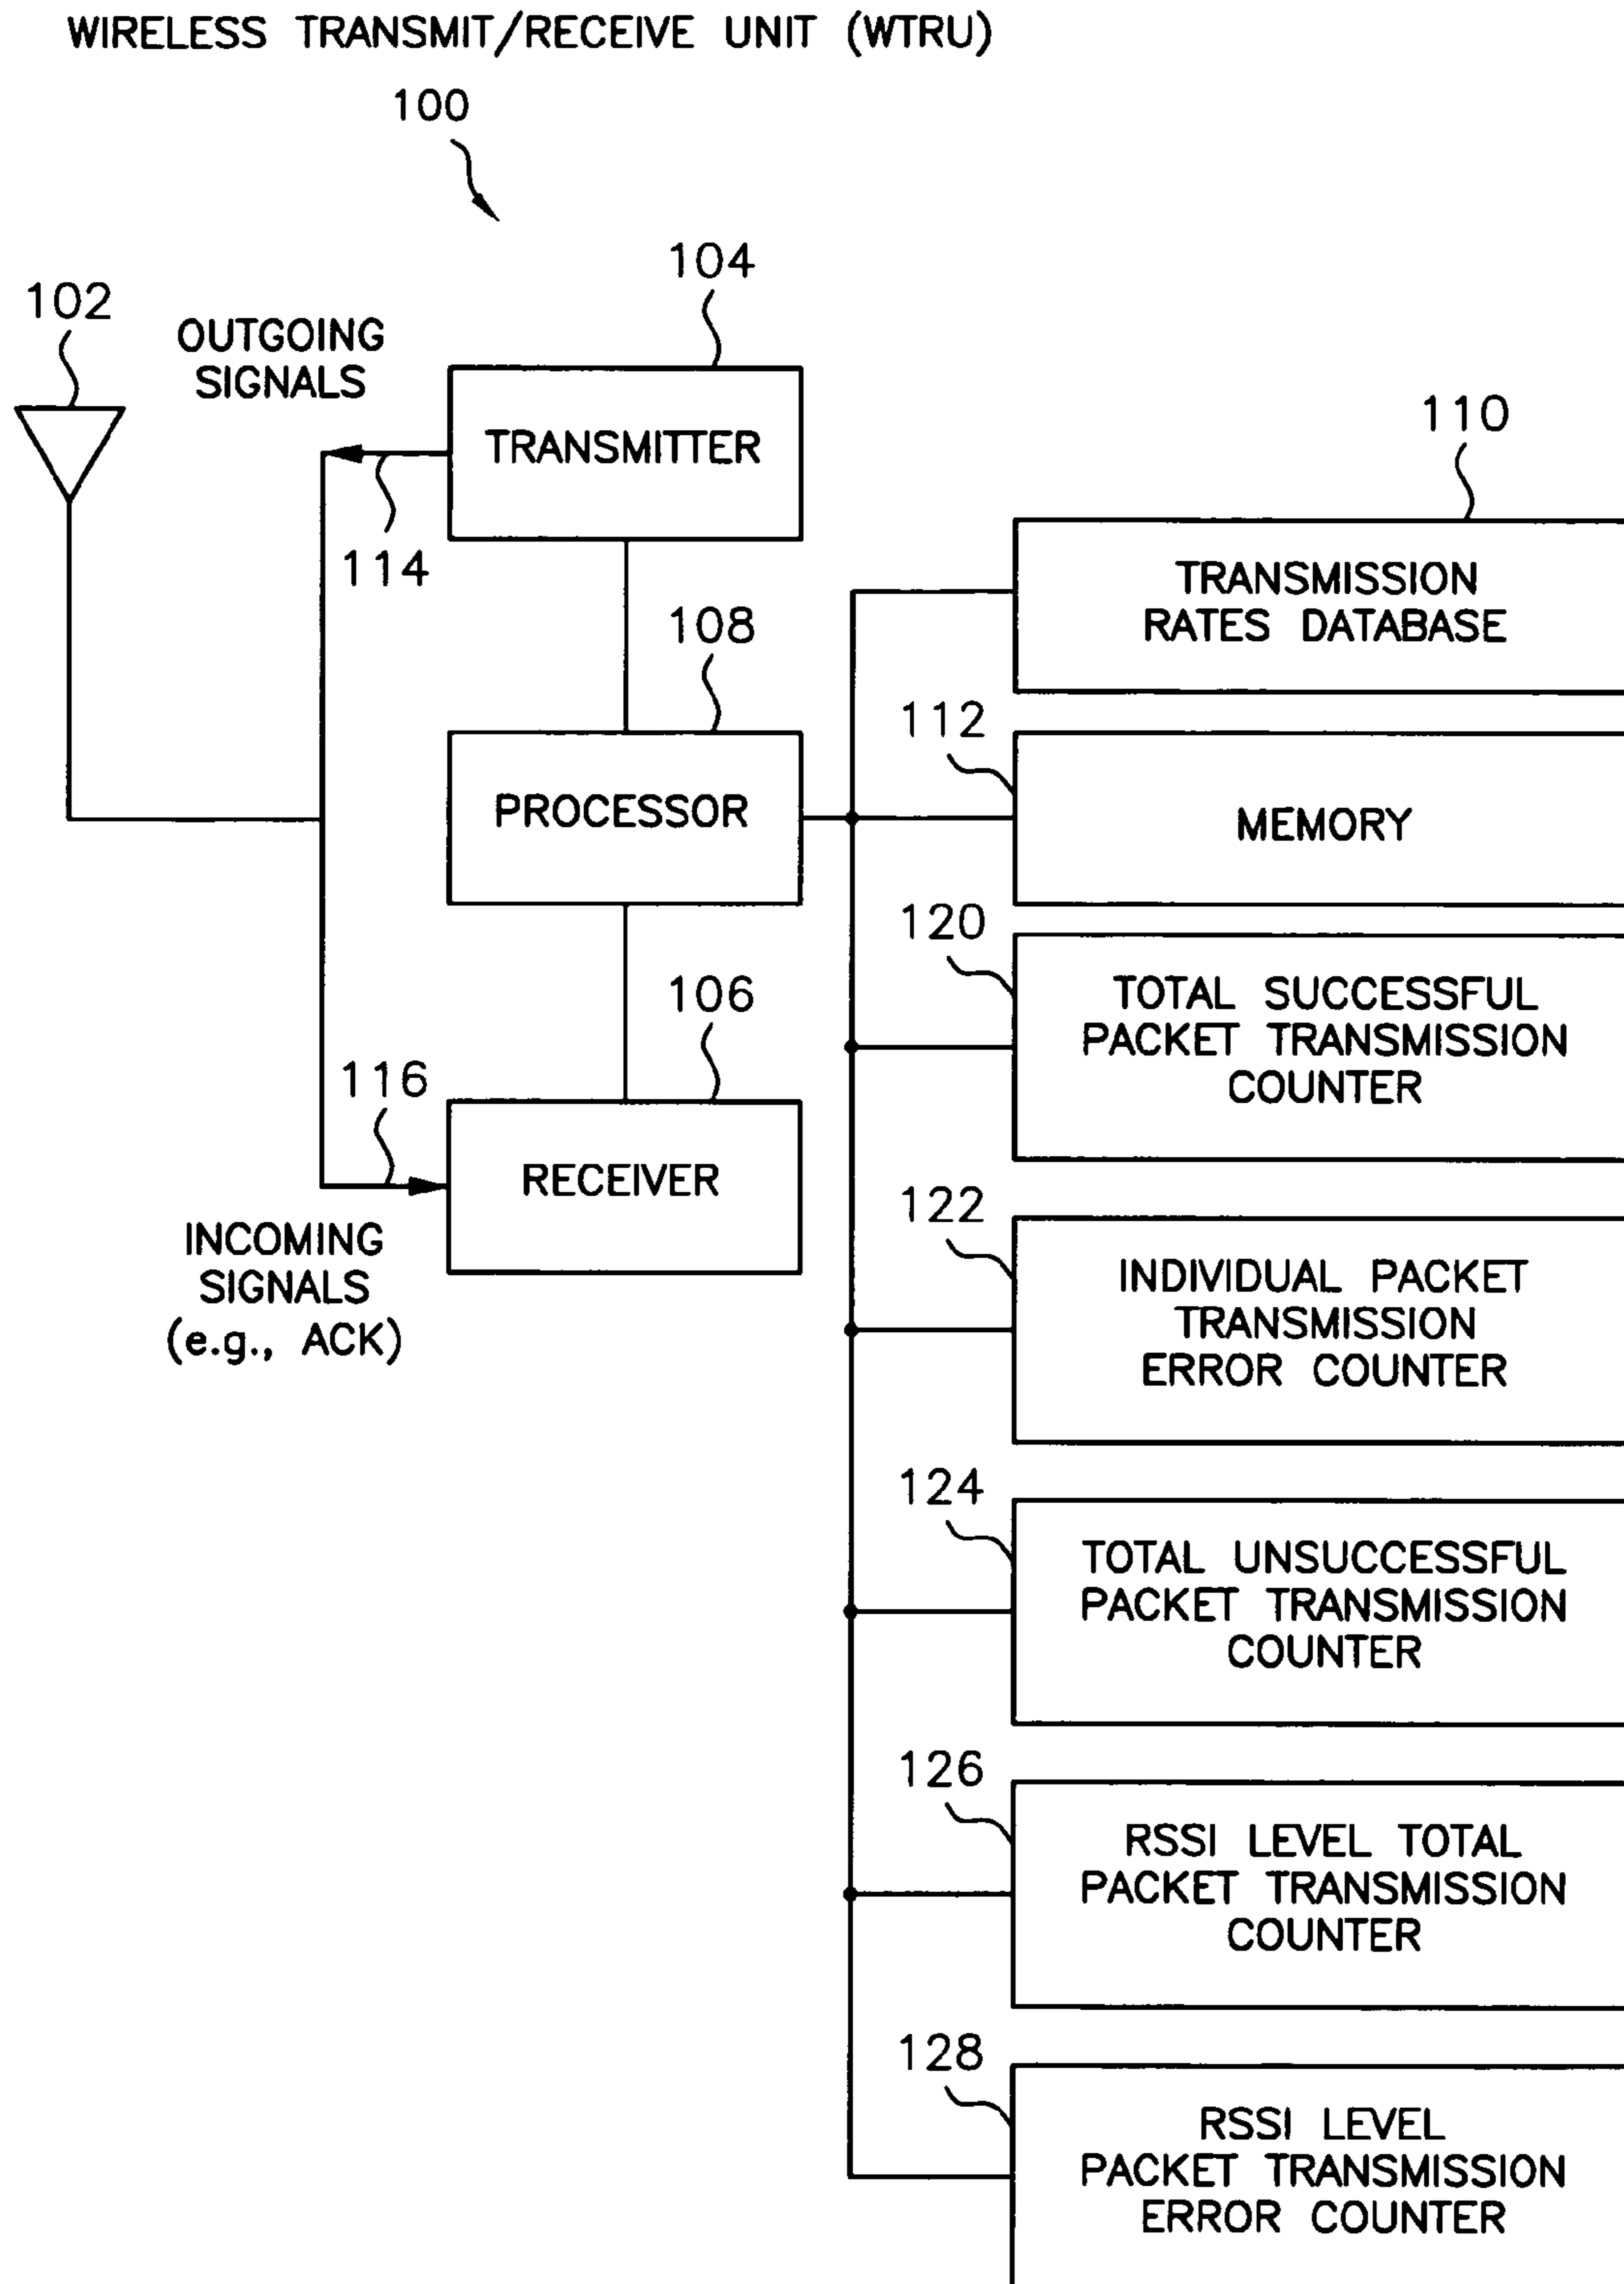 WIRELESS TRANSMIT/RECEIVE UNIT (WTRU)
100
104
102
OUTGOING
SIGNALS
TRANSMITTER
110
114
TRANSMISSION
RATES DATABASE
108
112
PROCESSOR
MEMORY
120
TOTAL SUCCESSFUL
PACKET TRANSMISSION
COUNTER
106
116
RECEIVER
122
INCOMING
SIGNALS
(e.g., ACK)
INDIVIDUAL PACKET
TRANSMISSION
ERROR COUNTER
124
TOTAL UNSUCCESSFUL
PACKET TRANSMISSION
COUNTER
126
RSSI LEVEL TOTAL
PACKET TRANSMISSION
COUNTER
128
RSSI LEVEL
PACKET TRANSMISSION
ERROR COUNTER